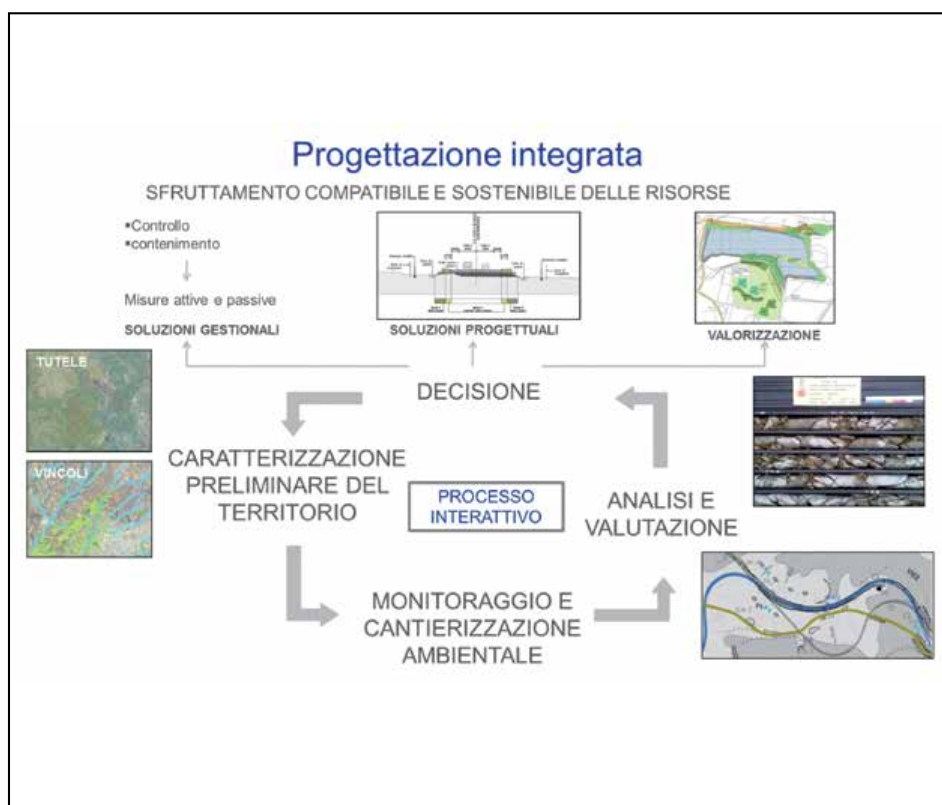 Progettazione integrata
SFRUTTAMENTO COMPATIBILE E SOSTENIBILE DELLE RISORSE
▪Controllo
▪contenimento
Misure attive e passive
SOLUZIONI GESTIONALI
SOLUZIONI PROGETTUALI
VALORIZZAZIONE
TUTELE
DECISIONE
VINCOLI
CARATTERIZZAZIONE
PRELIMINARE DEL
TERRITORIO
PROCESSO
INTERATTIVO
ANALISI E
VALUTAZIONE
MONITORAGGIO E
CANTIERIZZAZIONE
AMBIENTALE